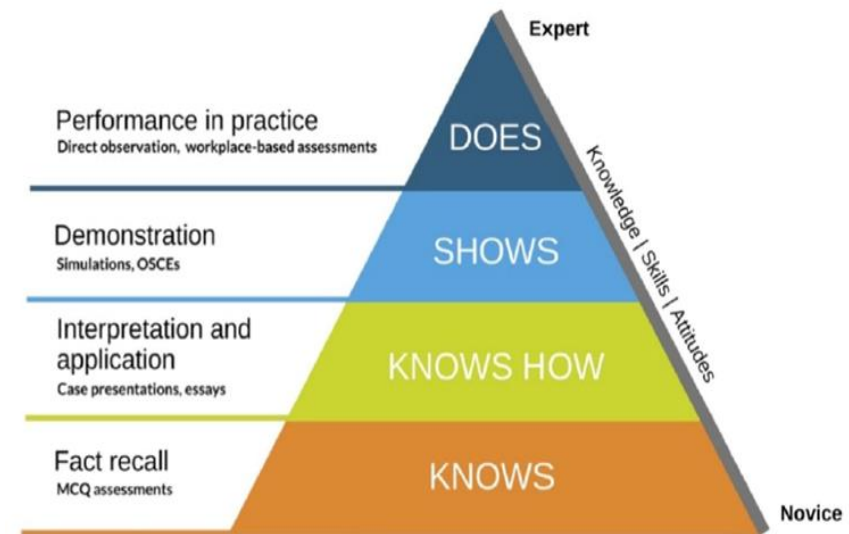 Expert
Performance in practice
Direct observation, workplace-based assessments
DOES
Demonstration
Simulations, OSCEs
SHOWS
Knowledge | Skills | Attitudes
Interpretation and
application
Case presentations, essays
KNOWS HOW
Fact recall
MCQ assessments
KNOWS
Novice